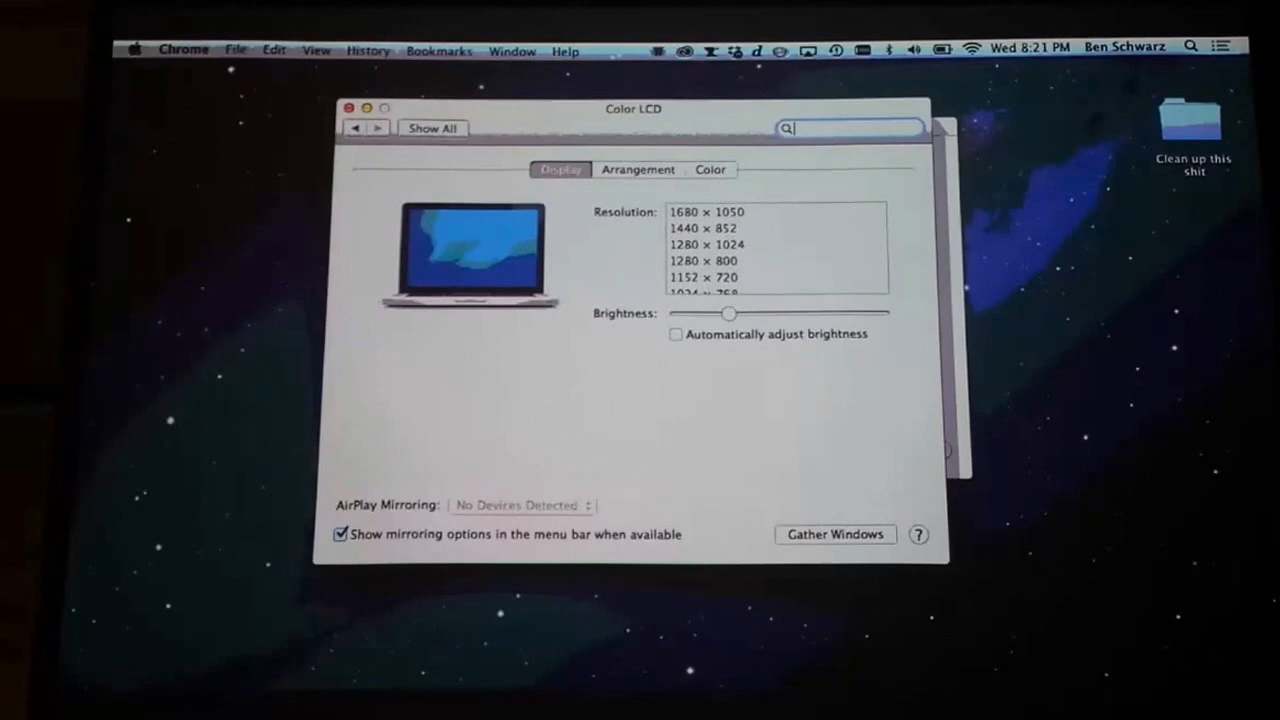 Chrome File Edit View History Bookmarks Window Help d Wed 8:21 PM Ben Schwarz
Color LCD
Show All
Clean up this
shit
Display Arrangement Color
Resolution: 1680 × 1050
1440 × 852
1280 × 1024
1280 × 800
1152 × 720
1024 × 768
Brightness:
Automatically adjust brightness
AirPlay Mirroring: No Devices Detected
Show mirroring options in the menu bar when available
Gather Windows ?